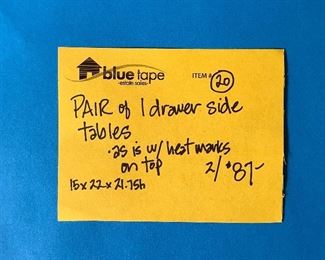 blue tape
-estate sales-
ITEM # 20
PAIR of 1 drawer side
tables
•as is w/ heat marks
on top
2/ $87-
15x22x21.75h